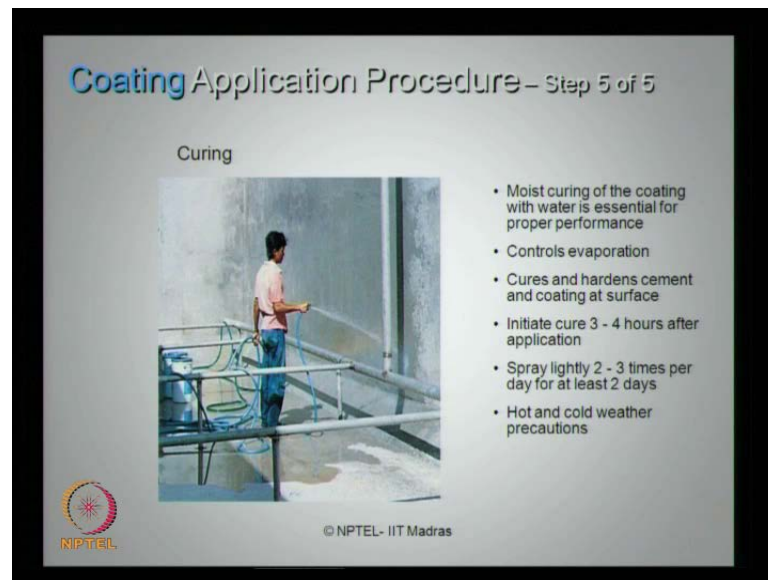 Coating Application Procedure – Step 5 of 5
Curing
• Moist curing of the coating
with water is essential for
proper performance
• Controls evaporation
• Cures and hardens cement
and coating at surface
• Initiate cure 3 - 4 hours after
application
• Spray lightly 2 - 3 times per
day for at least 2 days
• Hot and cold weather
precautions
NPTEL
© NPTEL- IIT Madras